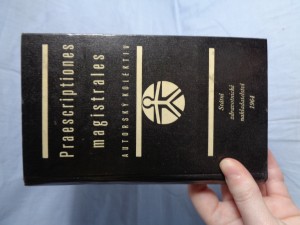 Praescriptiones
magistrales
AUTORSKÝ KOLEKTIV
Státní
zdravotnické
nakladatelství
1964